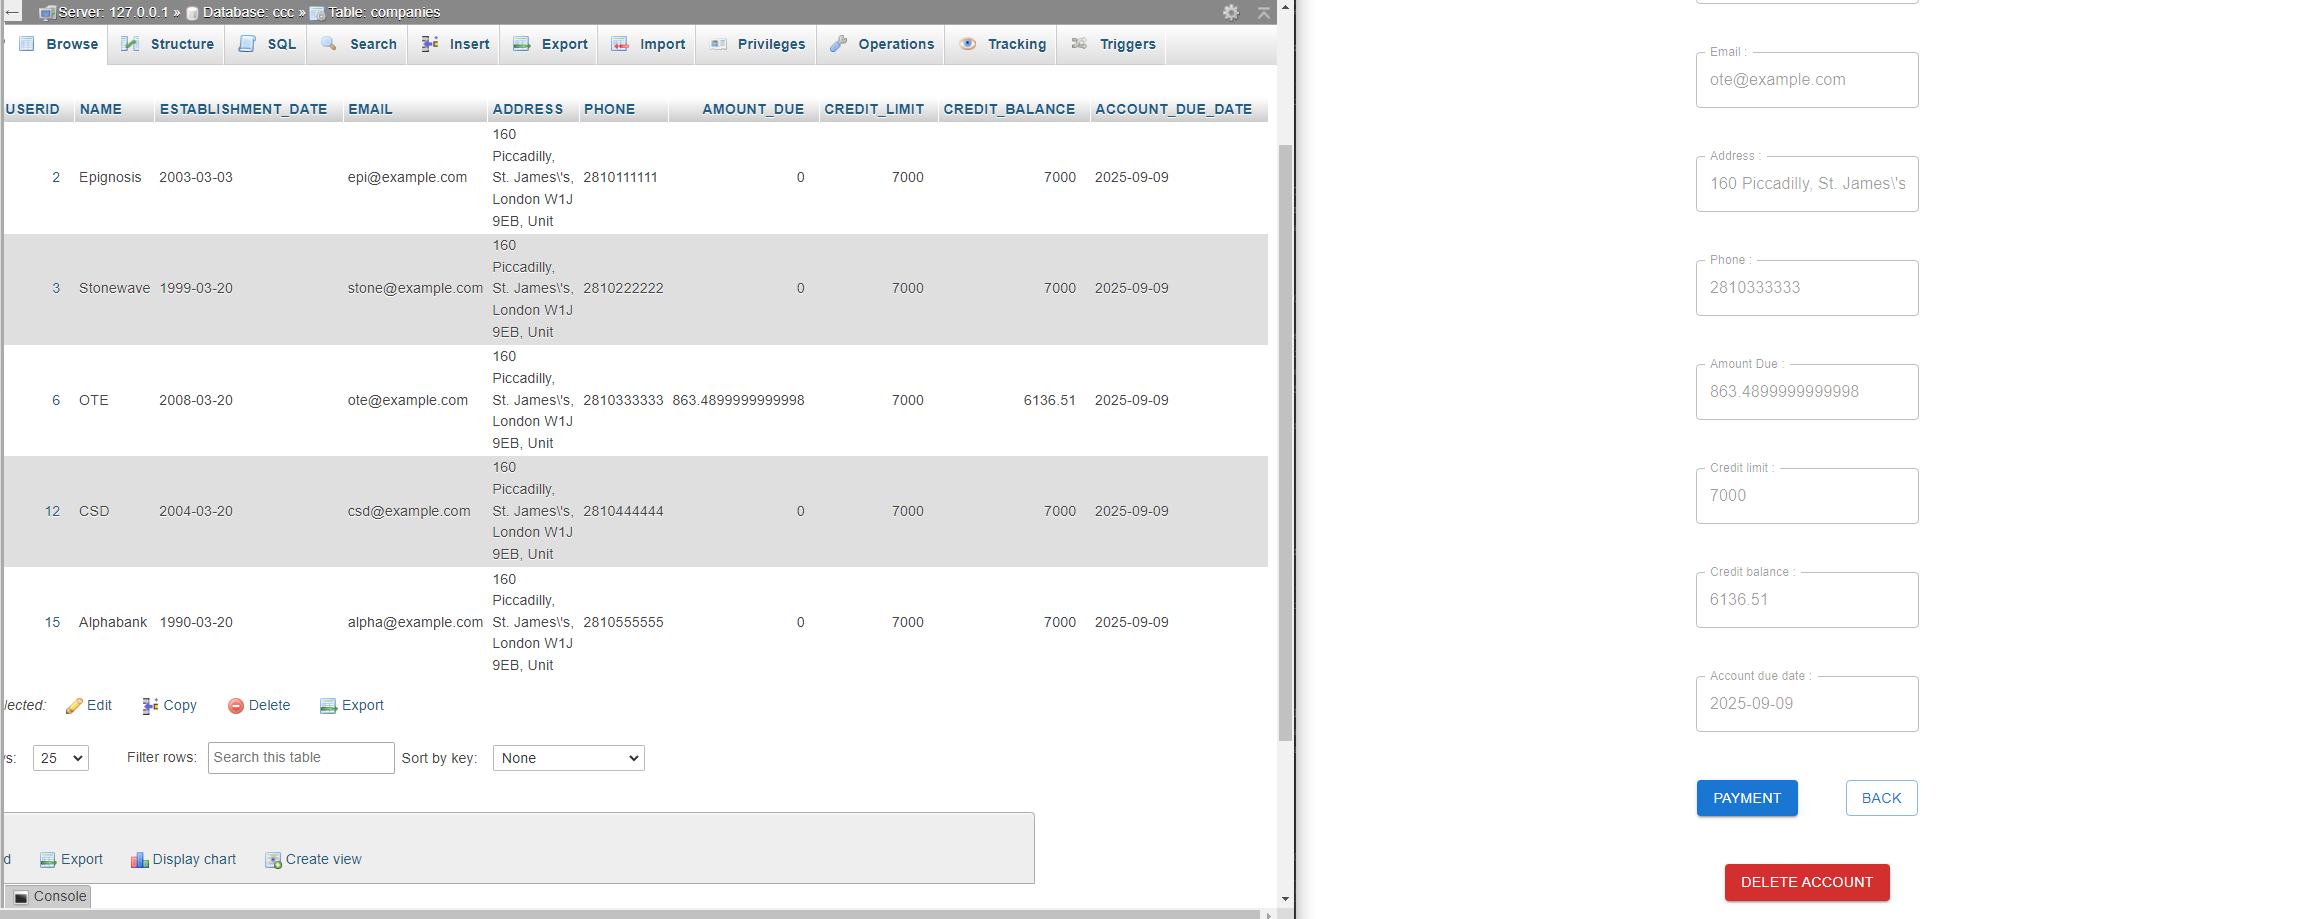 Server: 127.0.0.1 » Database: ccc » Table: companies
Browse Structure SQL Search Insert Export Import Privileges Operations Tracking Triggers
USERID NAME ESTABLISHMENT_DATE EMAIL ADDRESS PHONE AMOUNT_DUE CREDIT_LIMIT CREDIT_BALANCE ACCOUNT_DUE_DATE
160
Piccadilly,
2 Epignosis 2003-03-03 epi@example.com St. James\'s, 2810111111 0 7000 7000 2025-09-09
London W1J
9EB, Unit
160
Piccadilly,
3 Stonewave 1999-03-20 stone@example.com St. James\'s, 2810222222 0 7000 7000 2025-09-09
London W1J
9EB, Unit
160
Piccadilly,
6 OTE 2008-03-20 ote@example.com St. James\'s, 2810333333 863.4899999999998 7000 6136.51 2025-09-09
London W1J
9EB, Unit
160
Piccadilly,
12 CSD 2004-03-20 csd@example.com St. James\'s, 2810444444 0 7000 7000 2025-09-09
London W1J
9EB, Unit
160
Piccadilly,
15 Alphabank 1990-03-20 alpha@example.com St. James\'s, 2810555555 0 7000 7000 2025-09-09
London W1J
9EB, Unit
lected: Edit Copy Delete Export
s: 25 Filter rows: Search this table Sort by key: None
d Export Display chart Create view
Console
Email :
ote@example.com
Address :
160 Piccadilly, St. James\'s
Phone :
2810333333
Amount Due :
863.4899999999998
Credit limit :
7000
Credit balance :
6136.51
Account due date :
2025-09-09
PAYMENT BACK
DELETE ACCOUNT